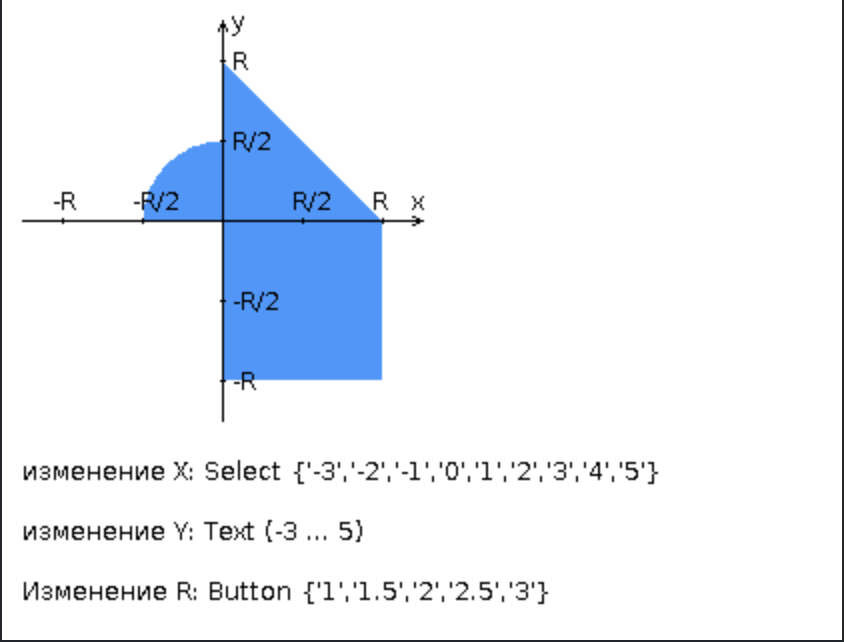 y
R
R/2
-R -R/2 R/2 R x
-R/2
-R
изменение X: Select {'-3','-2','-1','0','1','2','3','4','5'}
изменение Y: Text (-3 ... 5)
Изменение R: Button {'1','1.5','2','2.5','3'}